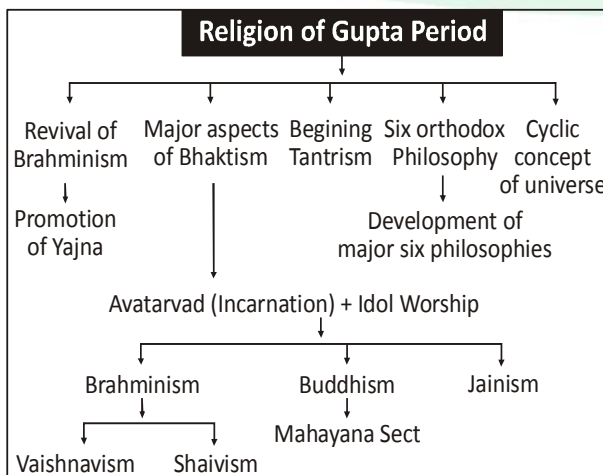 Religion of Gupta Period
Revival of
Brahminism
Major aspects
of Bhaktism
Begining
Tantrism
Six orthodox
Philosophy
Cyclic
concept
of universe
Promotion
of Yajna
Development of
major six philosophies
Avatarvad (Incarnation) + Idol Worship
Brahminism
Buddhism
Jainism
Mahayana Sect
Vaishnavism
Shaivism